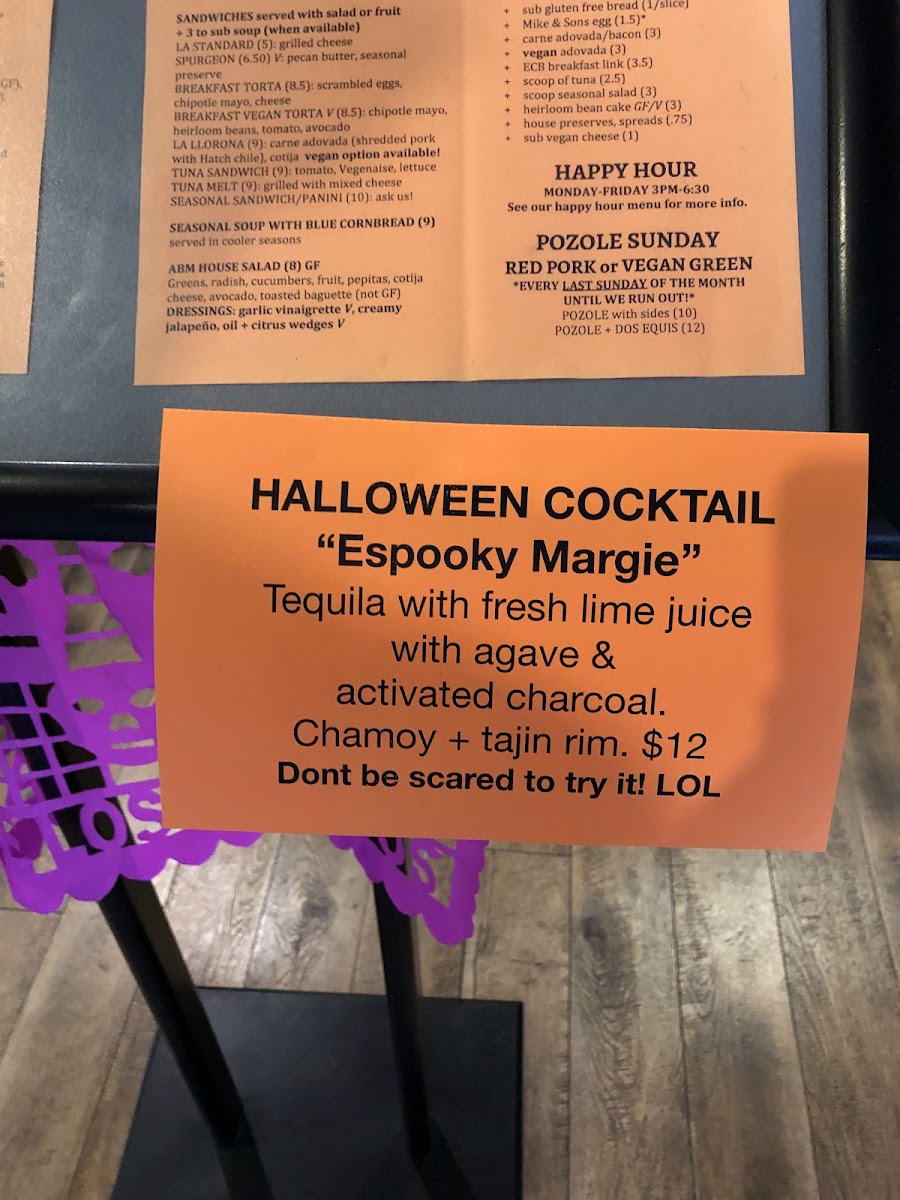 SANDWICHES served with salad or fruit
+ 3 to sub soup (when available)
LA STANDARD (5): grilled cheese
SPURGEON (6.50) V: pecan butter, seasonal
preserve
BREAKFAST TORTA (8.5): scrambled eggs,
chipotle mayo, cheese
BREAKFAST VEGAN TORTA V (8.5): chipotle mayo,
heirloom beans, tomato, avocado
LA LLORONA (9): carne adovada (shredded pork
with Hatch chile), cotija vegan option available!
TUNA SANDWICH (9): tomato, Vegenaise, lettuce
TUNA MELT (9): grilled with mixed cheese
SEASONAL SANDWICH/PANINI (10): ask us!
SEASONAL SOUP WITH BLUE CORNBREAD (9)
served in cooler seasons
ABM HOUSE SALAD (8) GF
Greens, radish, cucumbers, fruit, pepitas, cotija
cheese, avocado, toasted baguette (not GF)
DRESSINGS: garlic vinaigrette V, creamy
jalapeño, oil + citrus wedges V
+ sub gluten free bread (1/slice)
+ Mike & Sons egg (1.5)*
+ carne adovada/bacon (3)
+ vegan adovada (3)
+ ECB breakfast link (3.5)
+ scoop of tuna (2.5)
+ scoop seasonal salad (3)
+ heirloom bean cake GF/V (3)
+ house preserves, spreads (.75)
+ sub vegan cheese (1)
HAPPY HOUR
MONDAY-FRIDAY 3PM-6:30
See our happy hour menu for more info.
POZOLE SUNDAY
RED PORK or VEGAN GREEN
*EVERY LAST SUNDAY OF THE MONTH
UNTIL WE RUN OUT!*
POZOLE with sides (10)
POZOLE + DOS EQUIS (12)
HALLOWEEN COCKTAIL
“Espooky Margie”
Tequila with fresh lime juice
with agave &
activated charcoal.
Chamoy + tajin rim. $12
Dont be scared to try it! LOL
LOS